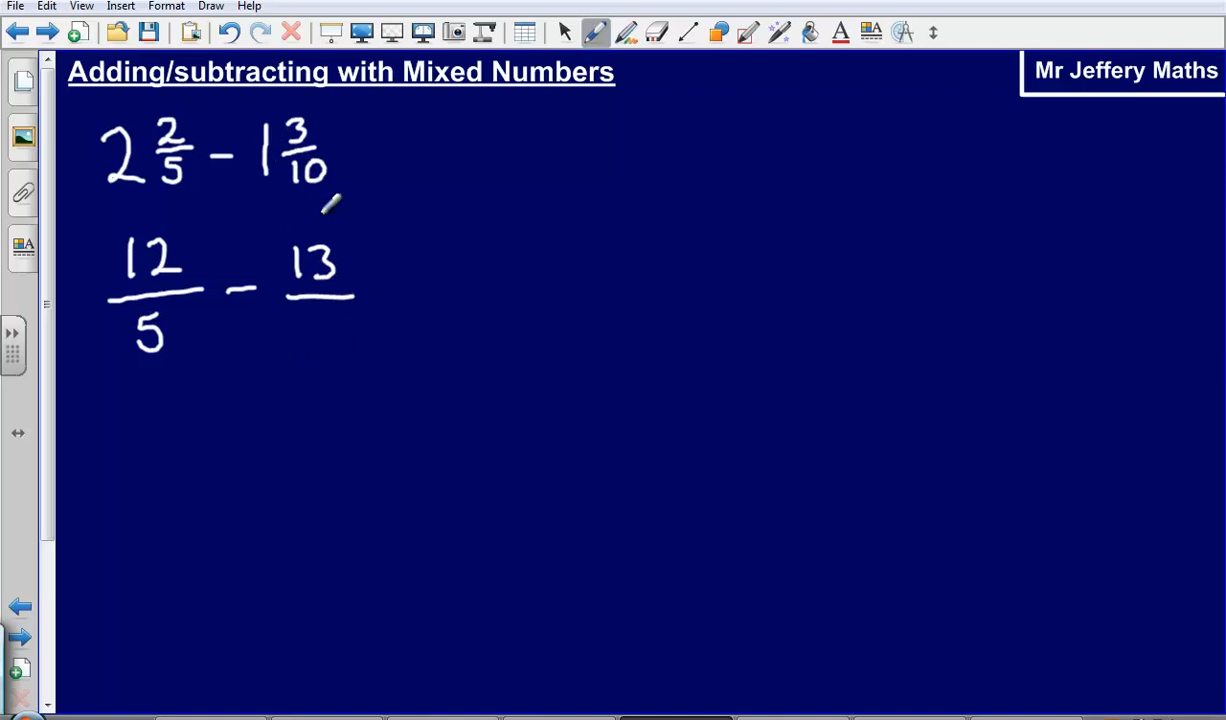 File Edit View Insert Format Draw Help
Adding/subtracting with Mixed Numbers
Mr Jeffery Maths
2 2/5 - 1 3/10
12/5 - 13/